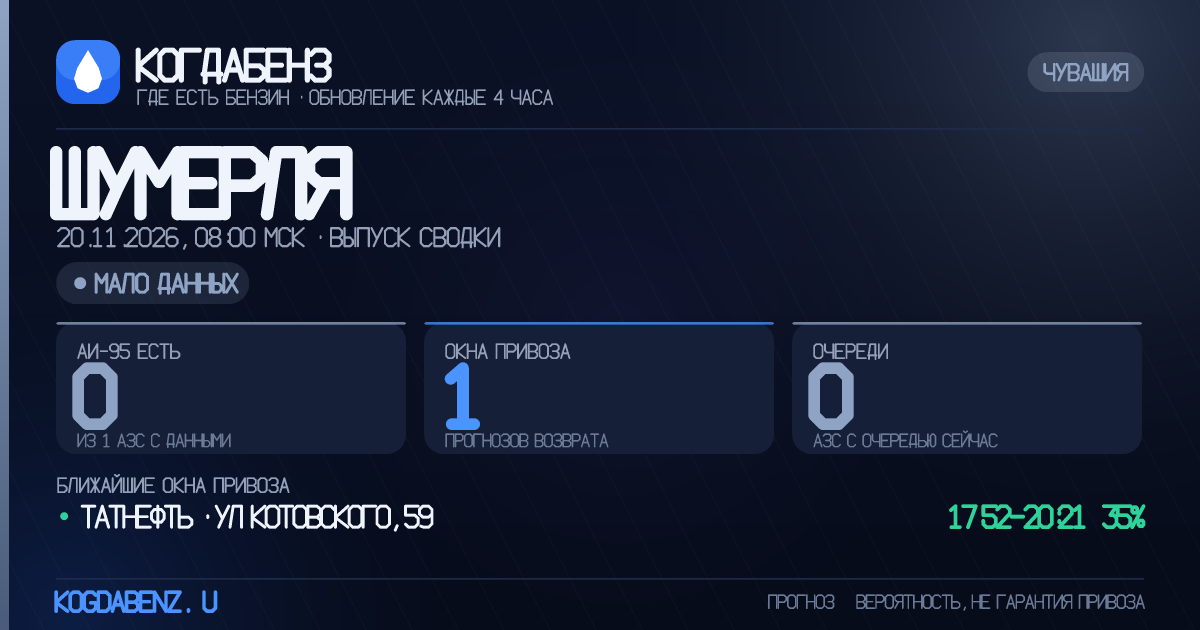 КОГДАБЕНЗ
ГДЕ ЕСТЬ БЕНЗИН · ОБНОВЛЕНИЕ КАЖДЫЕ 4 ЧАСА
ЧУВАШИЯ
ШУМЕРЛЯ
20.11.2026, 08:00 МСК · ВЫПУСК СВОДКИ
МАЛО ДАННЫХ
АИ-95 ЕСТЬ
0
ИЗ 1 АЗС С ДАННЫМИ
ОКНА ПРИВОЗА
1
ПРОГНОЗОВ ВОЗВРАТА
ОЧЕРЕДИ
0
АЗС С ОЧЕРЕДЬЮ СЕЙЧАС
БЛИЖАЙШИЕ ОКНА ПРИВОЗА
• ТАТНЕФТЬ · УЛ КОТОВСКОГО, 59
17:52–20:21 35%
KOGDABENZ. U
ПРОГНОЗ ВЕРОЯТНОСТЬ, НЕ ГАРАНТИЯ ПРИВОЗА